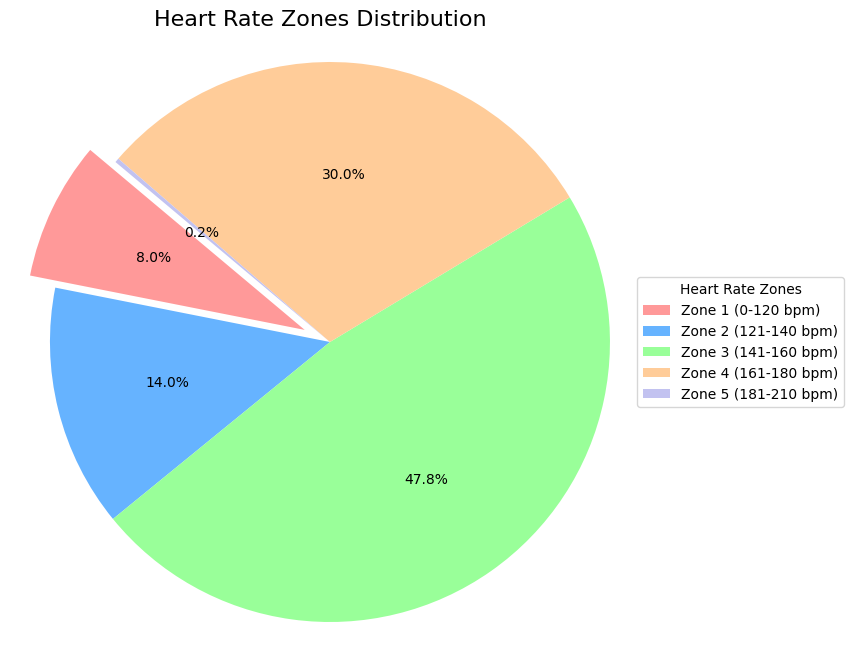 Heart Rate Zones Distribution
30.0%
0.2%
8.0%
14.0%
47.8%
Heart Rate Zones
Zone 1 (0-120 bpm)
Zone 2 (121-140 bpm)
Zone 3 (141-160 bpm)
Zone 4 (161-180 bpm)
Zone 5 (181-210 bpm)